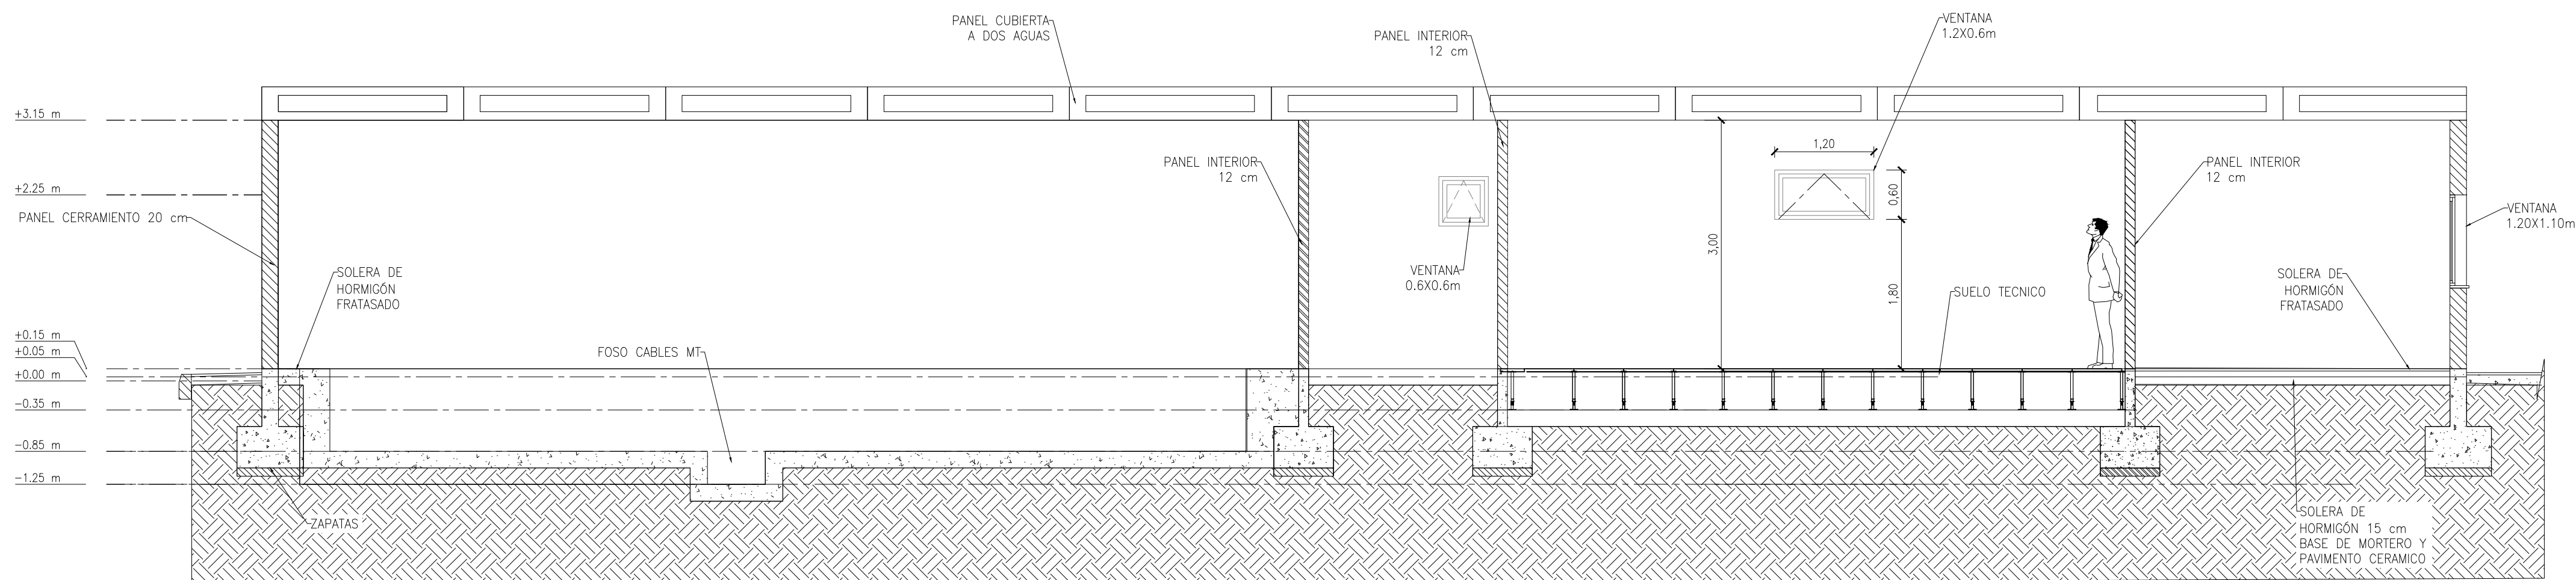 PANEL CUBIERTA
A DOS AGUAS
PANEL INTERIOR
12 cm
VENTANA
1.2X0.6m
+3.15 m
+2.25 m
PANEL CERRAMIENTO 20 cm
SOLERA DE
HORMIGÓN
FRATASADO
PANEL INTERIOR
12 cm
VENTANA
0.6X0.6m
3,00
1,20
0,60
1,80
PANEL INTERIOR
12 cm
VENTANA
1.20X1.10m
SUELO TECNICO
SOLERA DE
HORMIGÓN
FRATASADO
+0.15 m
+0.05 m
+0.00 m
-0.35 m
-0.85 m
-1.25 m
FOSO CABLES MT
ZAPATAS
SOLERA DE
HORMIGÓN 15 cm
BASE DE MORTERO Y
PAVIMENTO CERAMICO